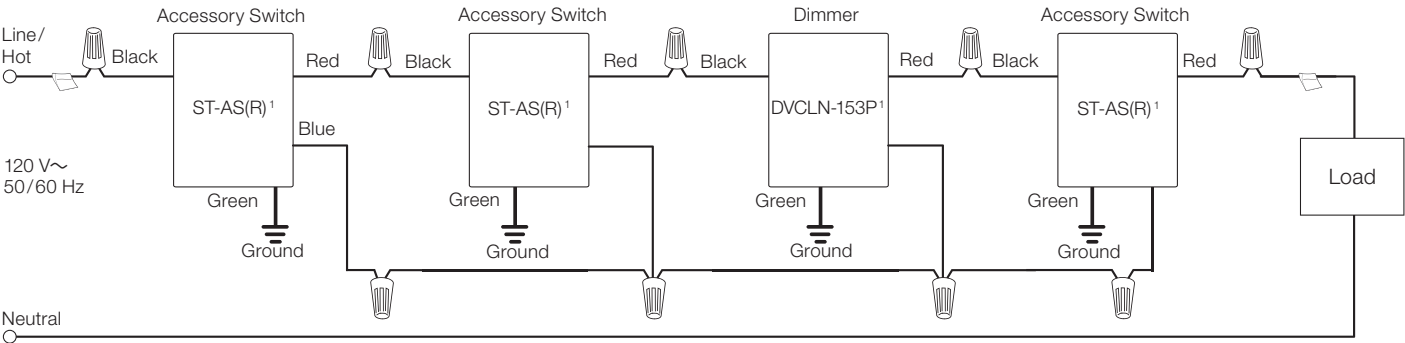 Accessory Switch
Accessory Switch
Dimmer
Accessory Switch
Line/
Hot
Black
Red
Black
Red
Black
Red
Black
Red
ST-AS(R)¹
ST-AS(R)¹
DVCLN-153P¹
ST-AS(R)¹
Blue
120 V~
50/60 Hz
Load
Green
Green
Green
Green
Ground
Ground
Ground
Ground
Neutral